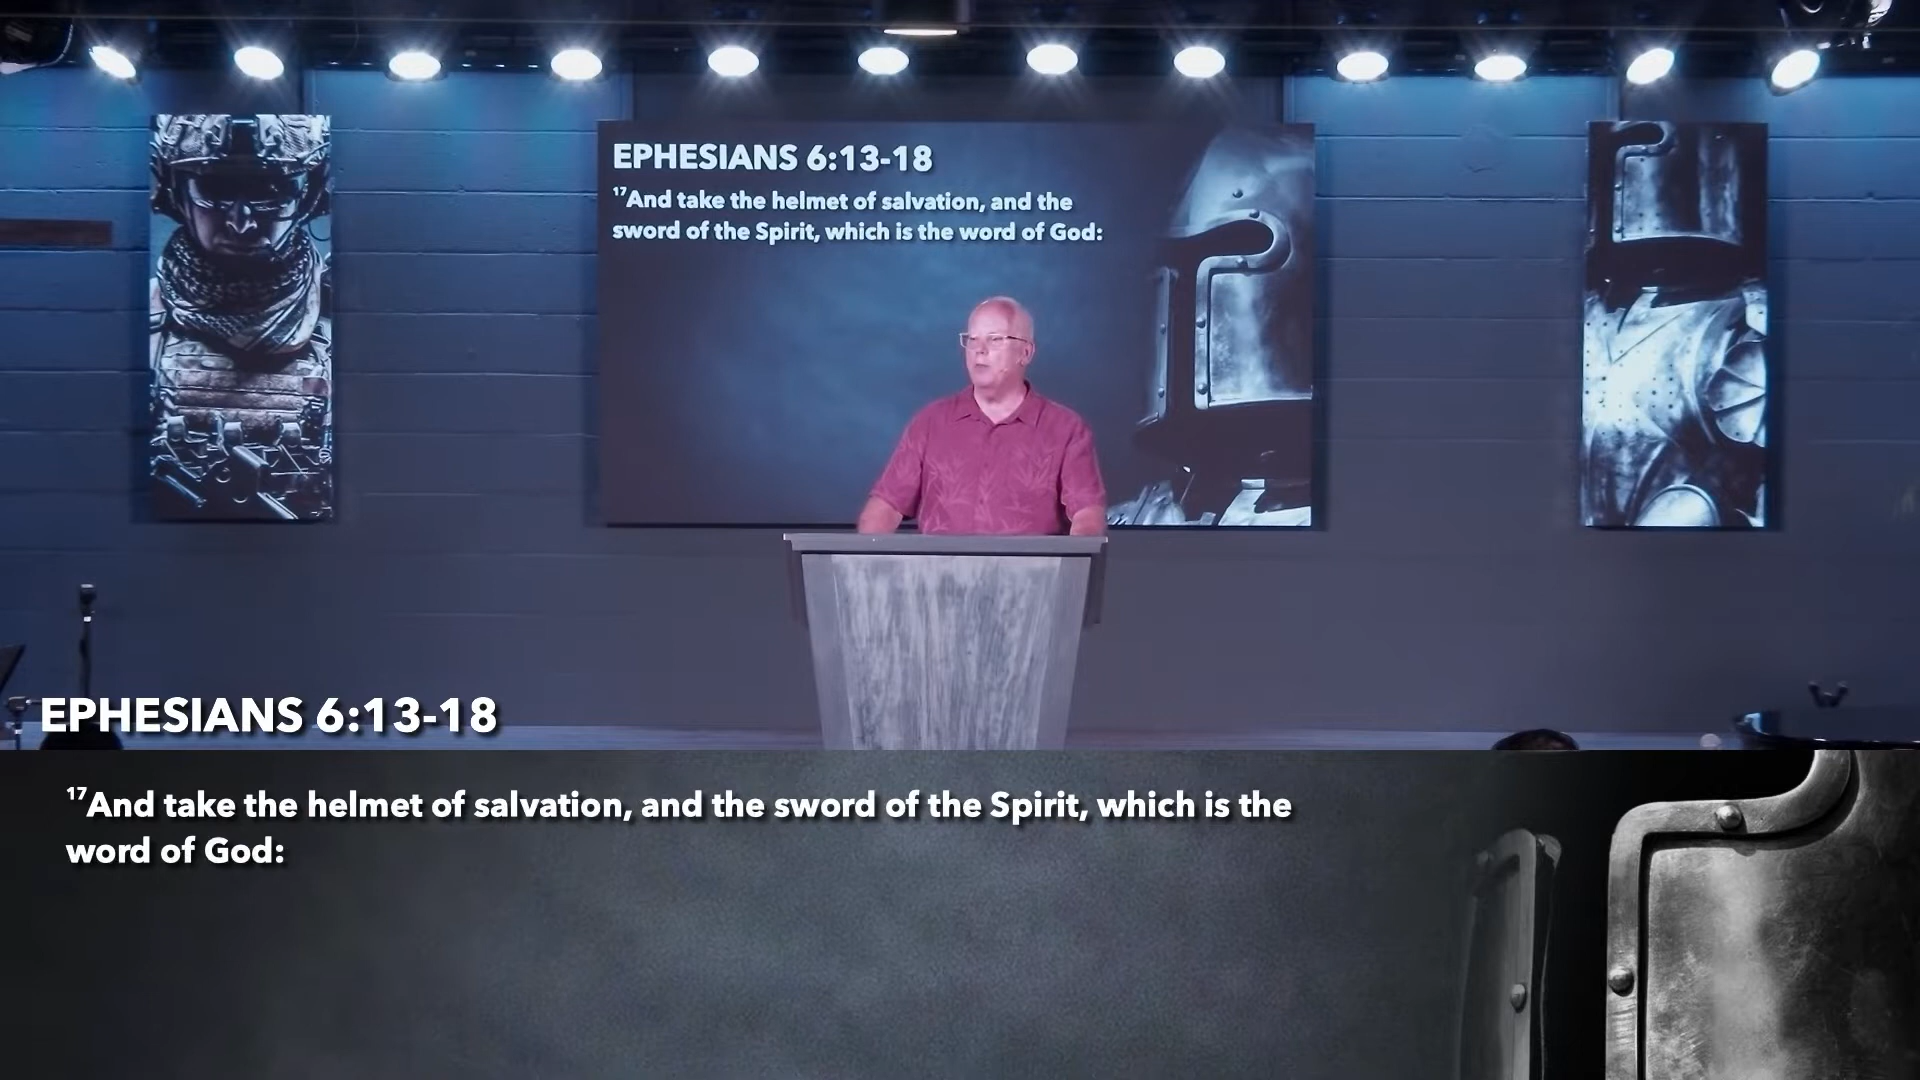 EPHESIANS 6:13-18
¹⁷And take the helmet of salvation, and the
sword of the Spirit, which is the word of God:
EPHESIANS 6:13-18
¹⁷And take the helmet of salvation, and the sword of the Spirit, which is the
word of God: